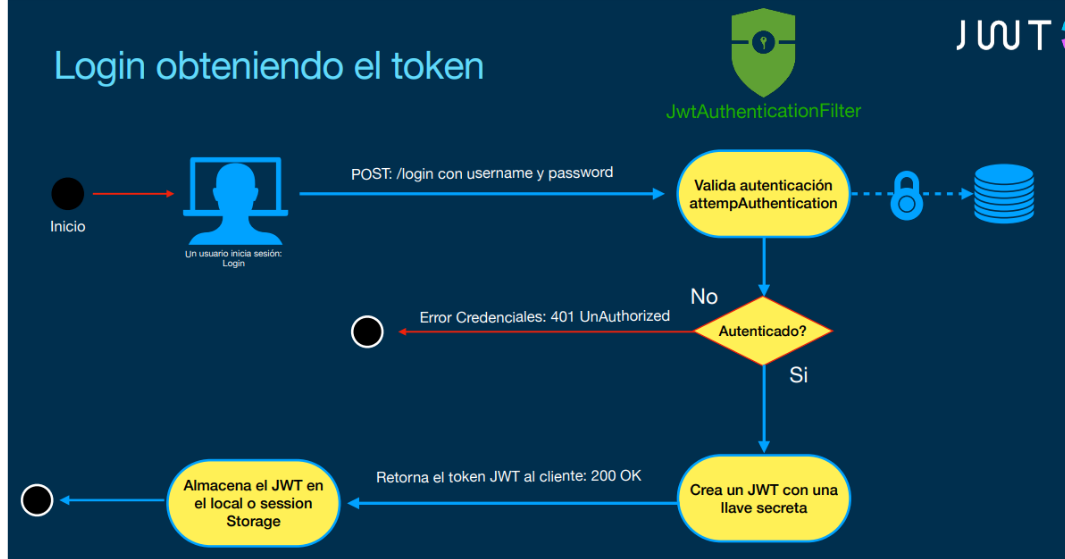 JWT
Login obteniendo el token
JwtAuthenticationFilter
POST: /login con username y password
Valida autenticación
attempAuthentication
Inicio
Un usuario inicia sesión:
Login
No
Error Credenciales: 401 UnAuthorized
Autenticado?
Si
Almacena el JWT en
el local o session
Storage
Retorna el token JWT al cliente: 200 OK
Crea un JWT con una
llave secreta